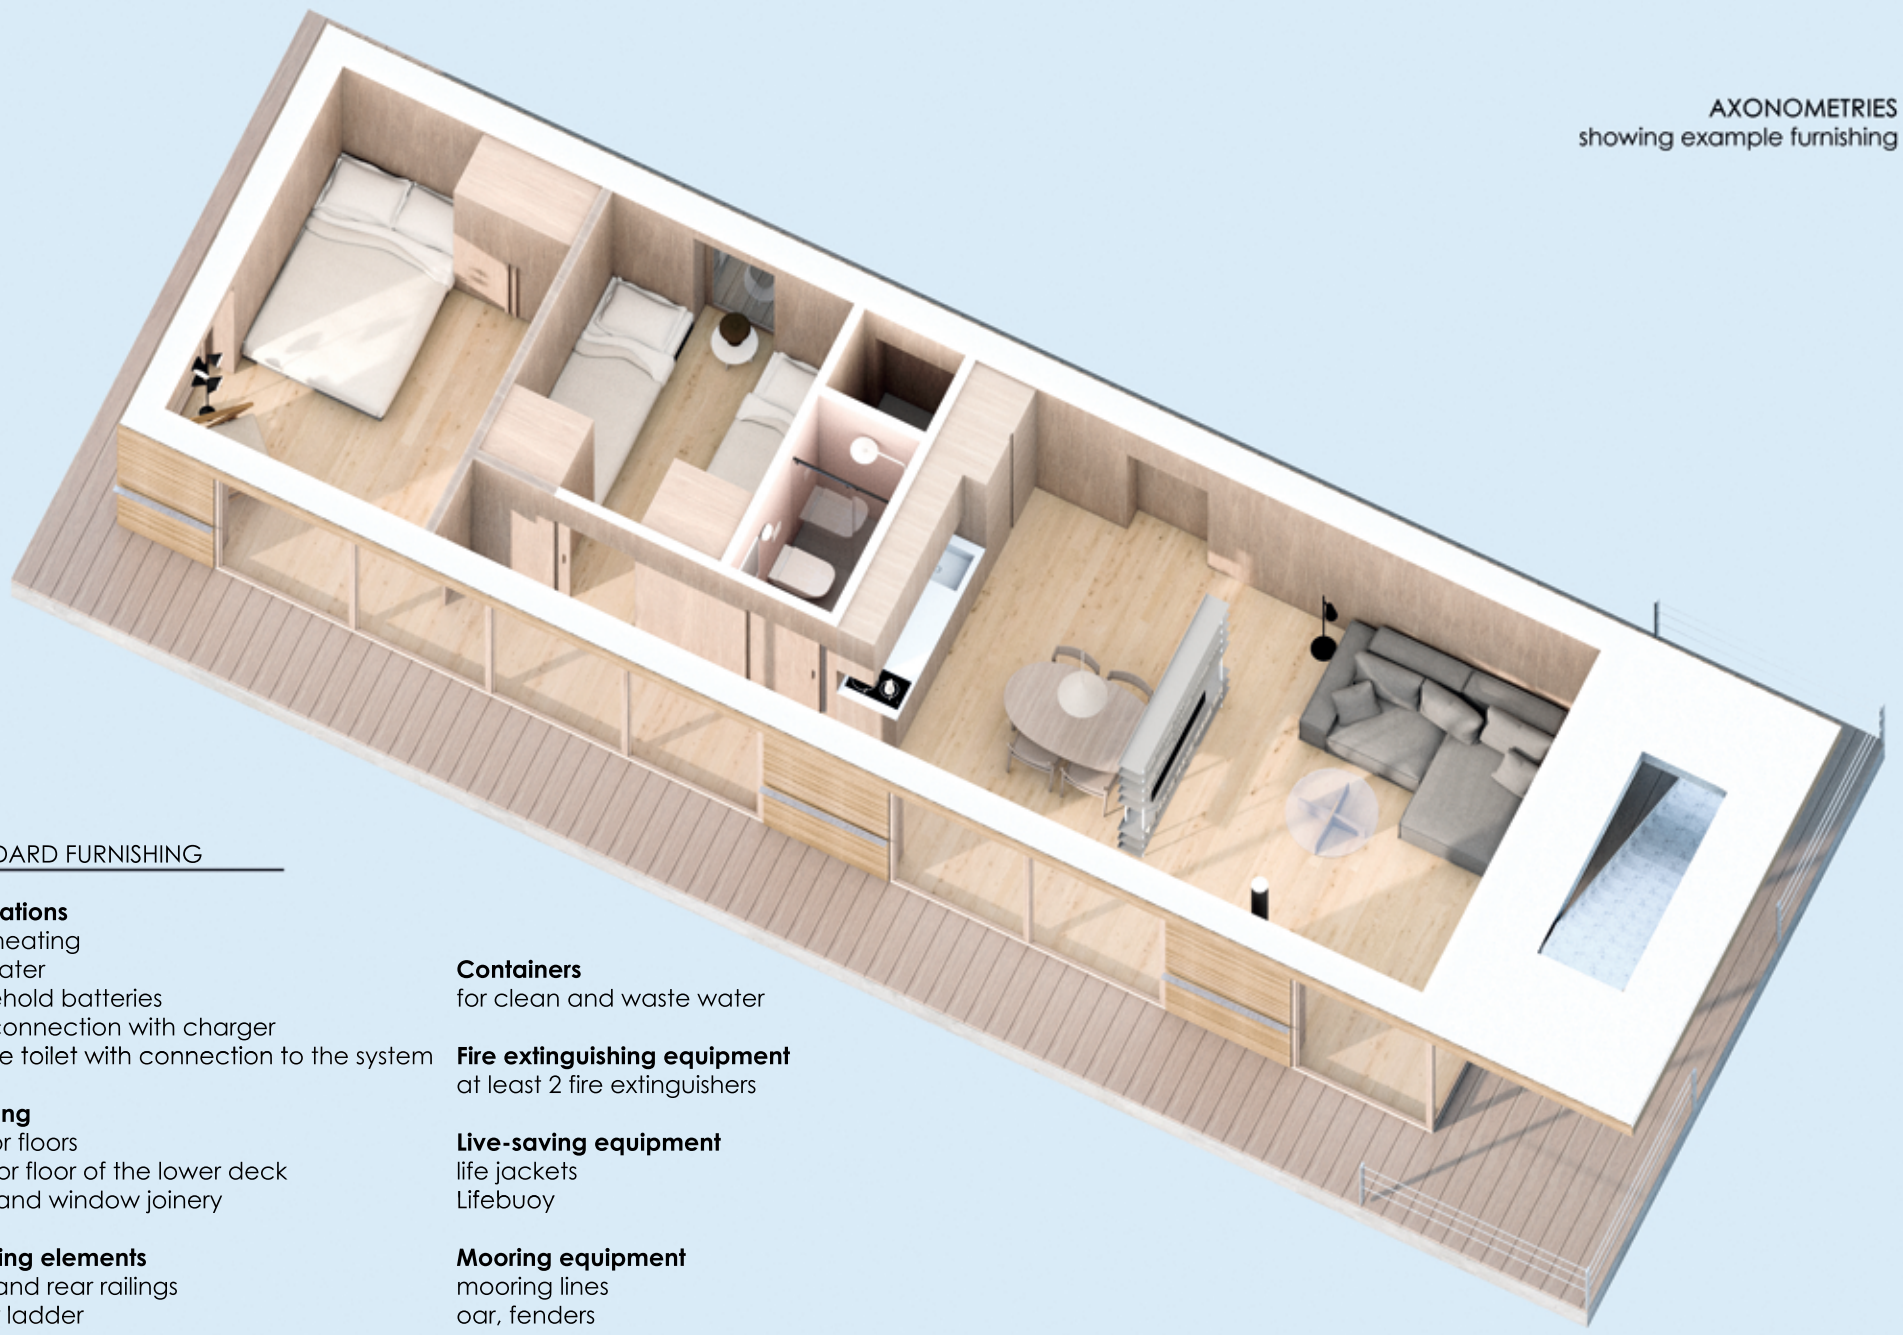 AXONOMETRIES
showing example furnishing
DARD FURNISHING
ations
heating
ater
ehold batteries
connection with charger
e toilet with connection to the system
ng
or floors
or floor of the lower deck
and window joinery
ing elements
and rear railings
ladder
Containers
for clean and waste water
Fire extinguishing equipment
at least 2 fire extinguishers
Live-saving equipment
life jackets
Lifebuoy
Mooring equipment
mooring lines
oar, fenders